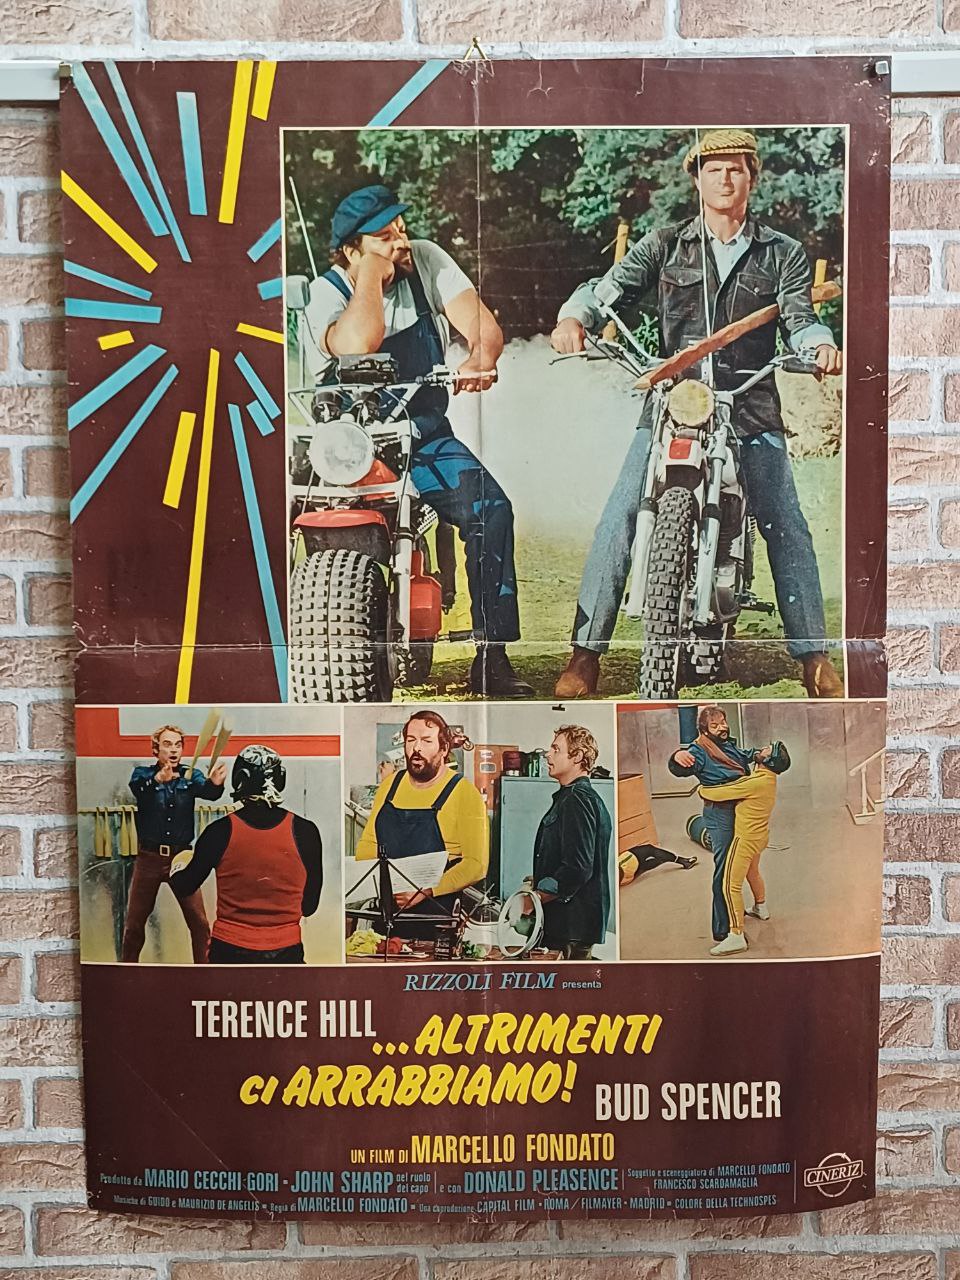 RIZZOLI FILM presenta
TERENCE HILL
...ALTRIMENTI
CI ARRABBIAMO!
BUD SPENCER
UN FILM DI MARCELLO FONDATO
Prodotto da MARIO CECCHI GORI - JOHN SHARP nel ruolo del capo e con DONALD PLEASENCE Soggetto e sceneggiatura di MARCELLO FONDATO FRANCESCO SCARDAMAGLIA
Musiche di GUIDO e MAURIZIO DE ANGELIS - Regia di MARCELLO FONDATO - Una coproduzione CAPITAL FILM - ROMA / FILMAYER - MADRID - COLORE DELLA TECHNOSPES
CINERIZ